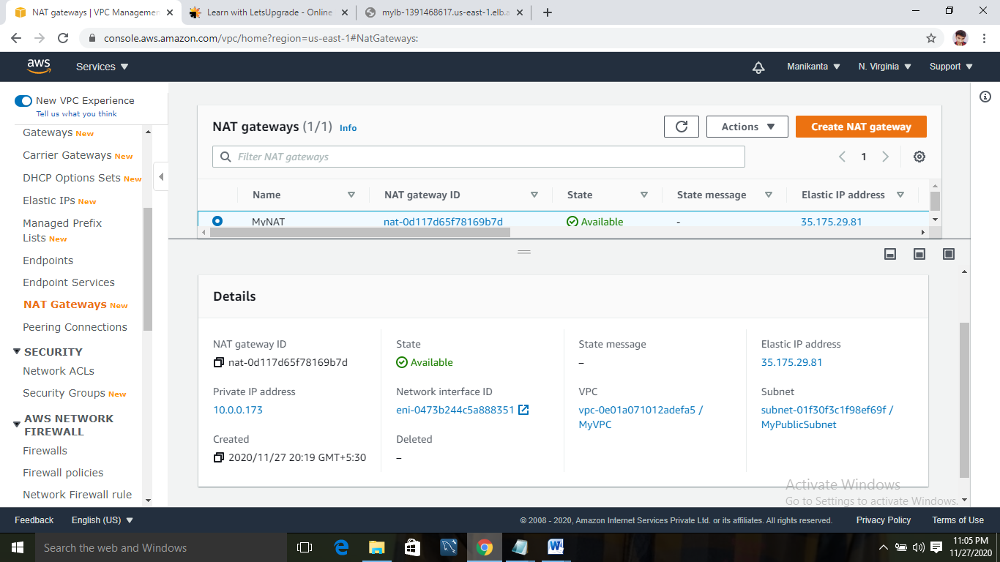 NAT gateways | VPC Managemen
Learn with LetsUpgrade - Online
mylb-1391468617.us-east-1.elb.a
console.aws.amazon.com/vpc/home?region=us-east-1#NatGateways:
aws
Services
Manikanta
N. Virginia
Support
New VPC Experience
Tell us what you think
Gateways New
Carrier Gateways New
DHCP Options Sets New
Elastic IPs New
Managed Prefix
Lists New
Endpoints
Endpoint Services
NAT Gateways New
Peering Connections
SECURITY
Network ACLs
Security Groups New
AWS NETWORK
FIREWALL
Firewalls
Firewall policies
Network Firewall rule
NAT gateways (1/1) Info
Actions
Create NAT gateway
Filter NAT gateways
1
Name
NAT gateway ID
State
State message
Elastic IP address
MyNAT
nat-0d117d65f78169b7d
Available
-
35.175.29.81
Details
NAT gateway ID
nat-0d117d65f78169b7d
State
Available
State message
–
Elastic IP address
35.175.29.81
Private IP address
10.0.0.173
Network interface ID
eni-0473b244c5a888351
VPC
vpc-0e01a071012adefa5 /
MyVPC
Subnet
subnet-01f30f3c1f98ef69f /
MyPublicSubnet
Created
2020/11/27 20:19 GMT+5:30
Deleted
–
Activate Windows
Go to Settings to activate Windows.
Feedback
English (US)
© 2008 - 2020, Amazon Internet Services Private Ltd. or its affiliates. All rights reserved.
Privacy Policy
Terms of Use
Search the web and Windows
11:05 PM
11/27/2020